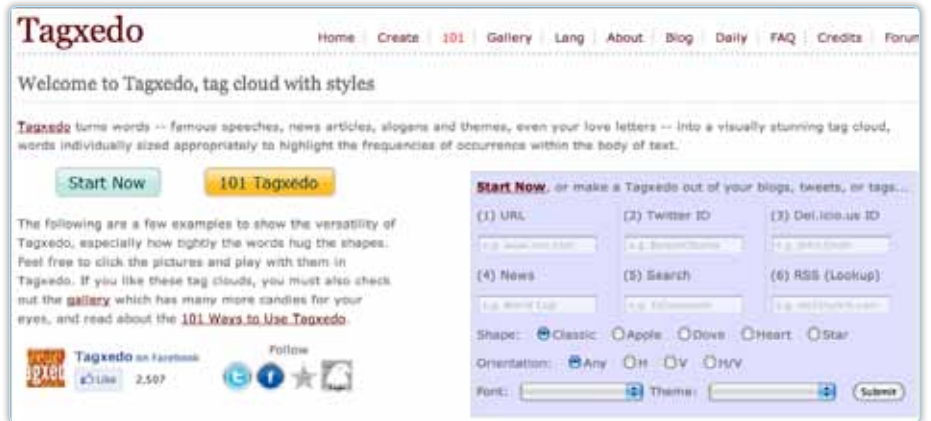 Tagxedo
Home Create 101 Gallery Lang About Blog Daily FAQ Credits Forum
Welcome to Tagxedo, tag cloud with styles
Tagxedo turns words -- famous speeches, news articles, slogans and themes, even your love letters -- into a visually stunning tag cloud,
words individually sized appropriately to highlight the frequencies of occurrence within the body of text.
Start Now 101 Tagxedo
The following are a few examples to show the versatility of
Tagxedo, especially how tightly the words hug the shapes.
Feel free to click the pictures and play with them in
Tagxedo. If you like these tag clouds, you must also check
out the gallery which has many more candies for your
eyes, and read about the 101 Ways to Use Tagxedo.
Tagxedo on Facebook
Like 2,507
Follow
Start Now, or make a Tagxedo out of your blogs, tweets, or tags...
(1) URL (2) Twitter ID (3) Del.icio.us ID
(4) News (5) Search (6) RSS (Lookup)
e.g. World Cup
Shape: Classic Apple Dove Heart Star
Orientation: Any H V H/V
Font: Theme: Submit